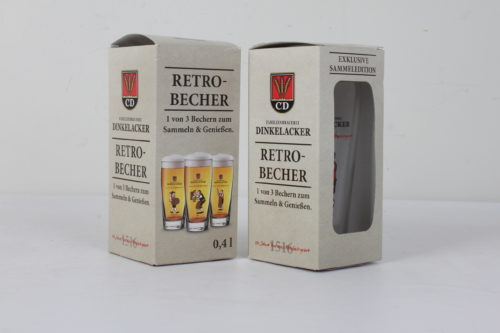 CD
FAMILIENBRAUEREI
DINKELACKER
RETRO-
BECHER
1 von 3 Bechern zum
Sammeln & Genießen.
1516
RETRO-
BECHER
1 von 3 Bechern zum
Sammeln & Genießen.
0,4 l
CD
FAMILIENBRAUEREI
DINKELACKER
RETRO-
BECHER
1 von 3 Bechern zum
Sammeln & Genießen.
1516
EXKLUSIVE
SAMMELEDITION